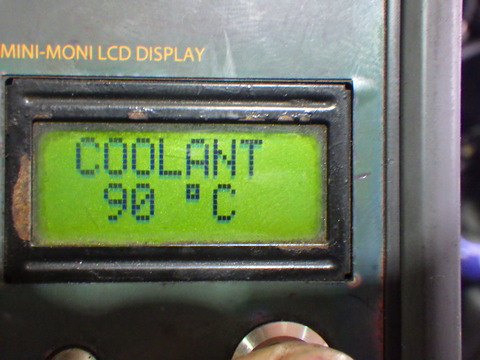 MINI-MONI LCD DISPLAY
COOLANT
90 °C